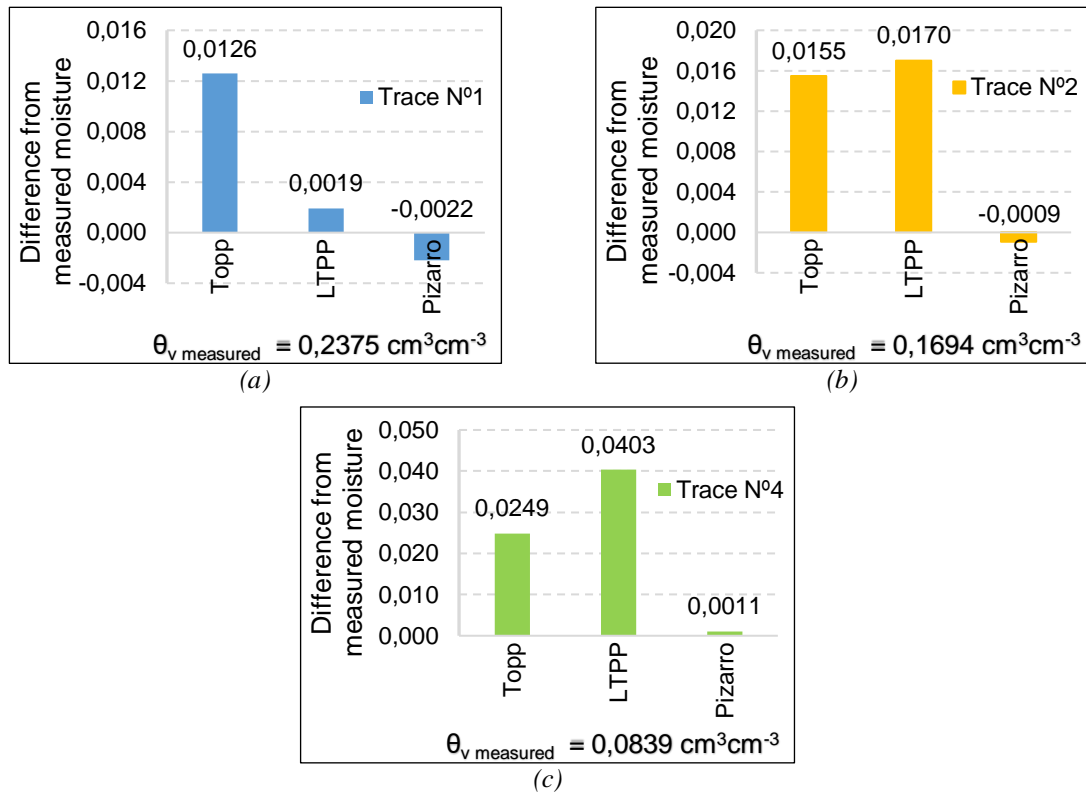 0,016
0,012
0,008
0,004
0,000
-0,004
Difference from
measured moisture
0,0126
0,0019
-0,0022
Trace Nº1
Topp
LTPP
Pizarro
θv measured = 0,2375 cm³cm⁻³
(a)
0,020
0,016
0,012
0,008
0,004
0,000
-0,004
Difference from
measured moisture
0,0155
0,0170
-0,0009
Trace Nº2
Topp
LTPP
Pizarro
θv measured = 0,1694 cm³cm⁻³
(b)
0,050
0,040
0,030
0,020
0,010
0,000
Difference from
measured moisture
0,0249
0,0403
0,0011
Trace Nº4
Topp
LTPP
Pizarro
θv measured = 0,0839 cm³cm⁻³
(c)